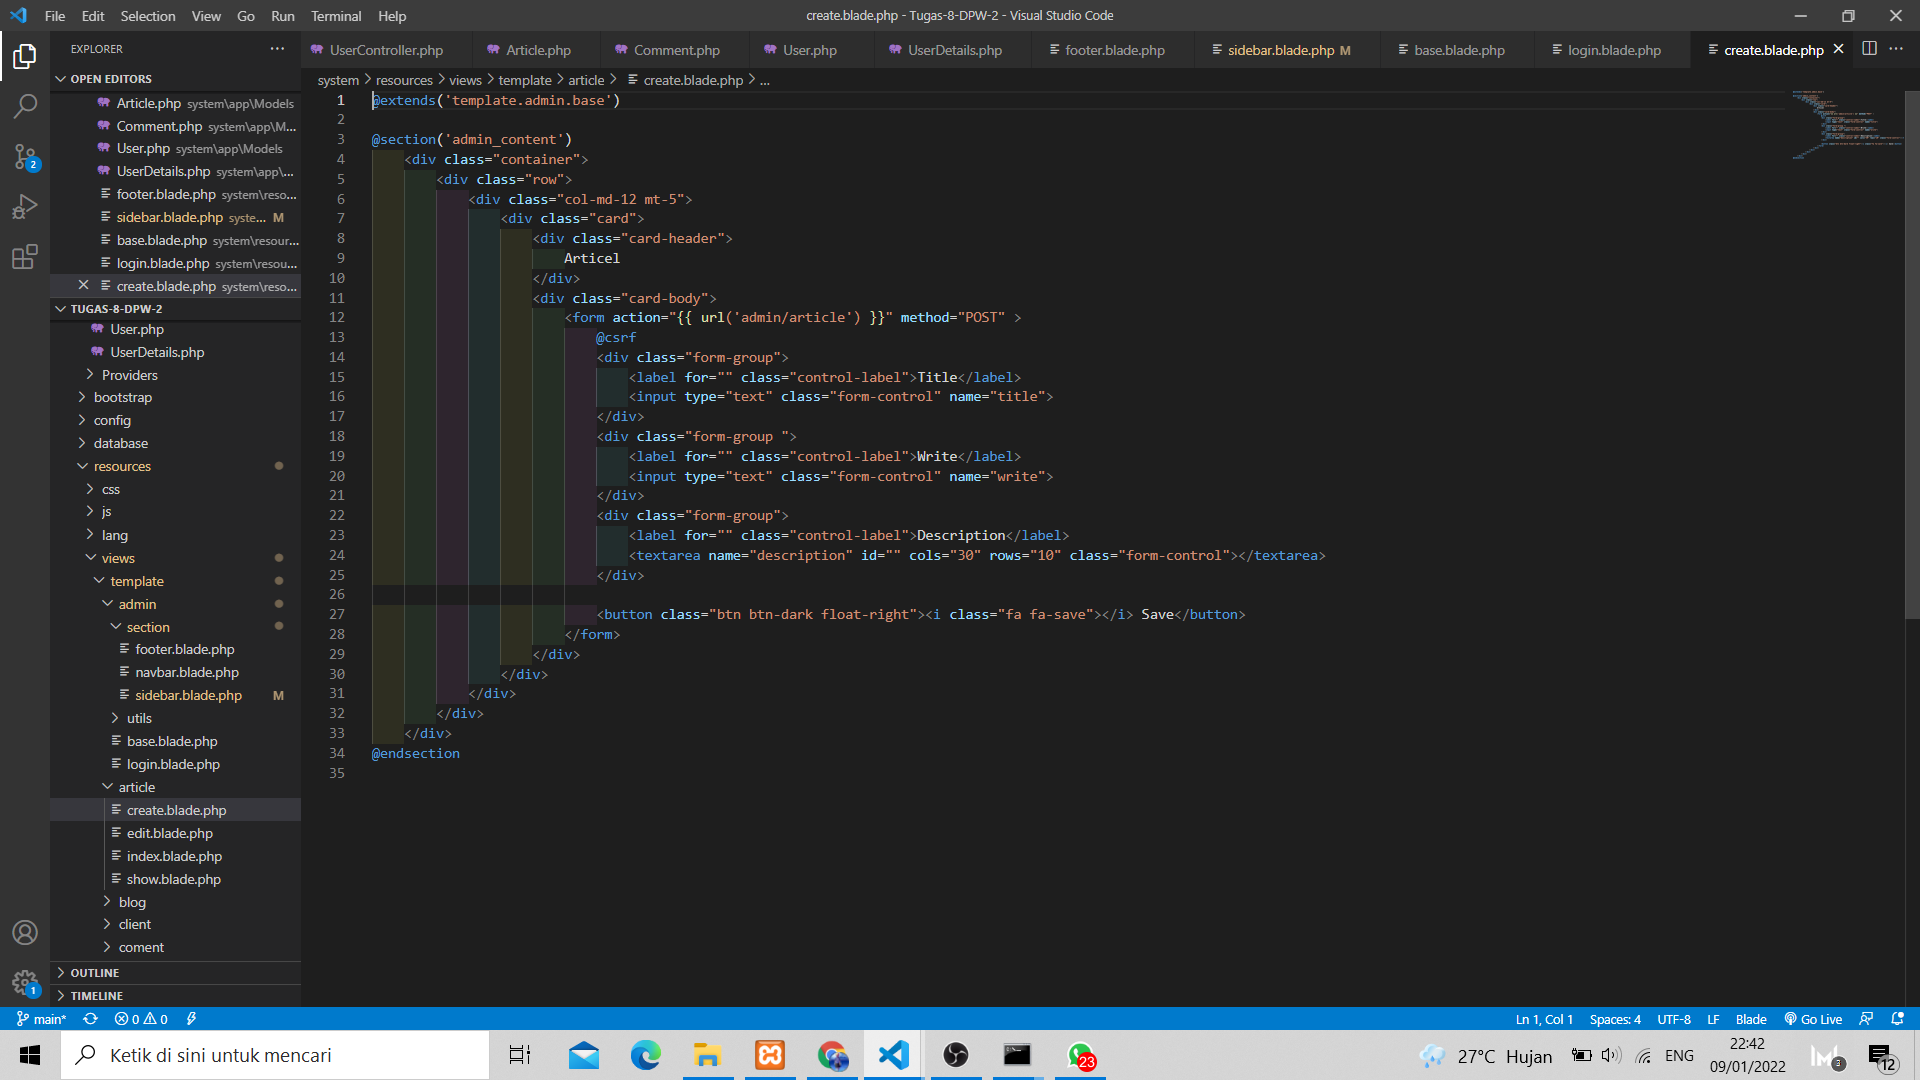 File Edit Selection View Go Run Terminal Help
create.blade.php - Tugas-8-DPW-2 - Visual Studio Code
EXPLORER
UserController.php Article.php Comment.php User.php UserDetails.php footer.blade.php sidebar.blade.php M base.blade.php login.blade.php create.blade.php
OPEN EDITORS
Article.php system\app\Models
Comment.php system\app\M...
User.php system\app\Models
UserDetails.php system\app\...
footer.blade.php system\reso...
sidebar.blade.php syste... M
base.blade.php system\resour...
login.blade.php system\resou...
create.blade.php system\reso...
TUGAS-8-DPW-2
User.php
UserDetails.php
Providers
bootstrap
config
database
resources
css
js
lang
views
template
admin
section
footer.blade.php
navbar.blade.php
sidebar.blade.php M
utils
base.blade.php
login.blade.php
article
create.blade.php
edit.blade.php
index.blade.php
show.blade.php
blog
client
coment
OUTLINE
TIMELINE
2
1
system > resources > views > template > article > create.blade.php > ...
1 @extends('template.admin.base')
2
3 @section('admin_content')
4 <div class="container">
5 <div class="row">
6 <div class="col-md-12 mt-5">
7 <div class="card">
8 <div class="card-header">
9 Articel
10 </div>
11 <div class="card-body">
12 <form action="{{ url('admin/article') }}" method="POST" >
13 @csrf
14 <div class="form-group">
15 <label for="" class="control-label">Title</label>
16 <input type="text" class="form-control" name="title">
17 </div>
18 <div class="form-group ">
19 <label for="" class="control-label">Write</label>
20 <input type="text" class="form-control" name="write">
21 </div>
22 <div class="form-group">
23 <label for="" class="control-label">Description</label>
24 <textarea name="description" id="" cols="30" rows="10" class="form-control"></textarea>
25 </div>
26
27 <button class="btn btn-dark float-right"><i class="fa fa-save"></i> Save</button>
28 </form>
29 </div>
30 </div>
31 </div>
32 </div>
33 </div>
34 @endsection
35
main* 0 0
Ln 1, Col 1 Spaces: 4 UTF-8 LF Blade Go Live
Ketik di sini untuk mencari
23
27°C Hujan
ENG
22:42
09/01/2022
3
12